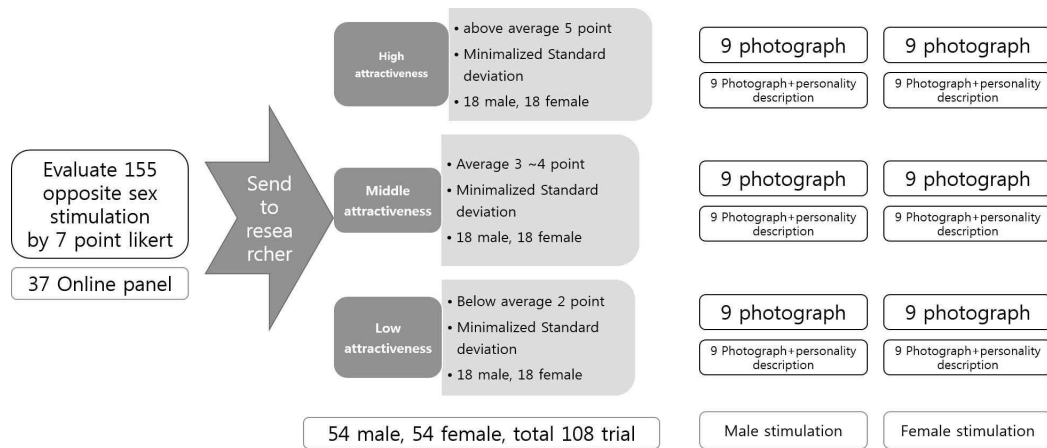 Evaluate 155
opposite sex
stimulation
by 7 point likert
37 Online panel
Send
to
resea
rcher
High
attractiveness
• above average 5 point
• Minimalized Standard
deviation
• 18 male, 18 female
9 photograph
9 Photograph+personality
description
9 photograph
9 Photograph+personality
description
Middle
attractiveness
• Average 3 ~4 point
• Minimalized Standard
deviation
• 18 male, 18 female
9 photograph
9 Photograph+personality
description
9 photograph
9 Photograph+personality
description
Low
attractiveness
• Below average 2 point
• Minimalized Standard
deviation
• 18 male, 18 female
9 photograph
9 Photograph+personality
description
9 photograph
9 Photograph+personality
description
54 male, 54 female, total 108 trial
Male stimulation
Female stimulation